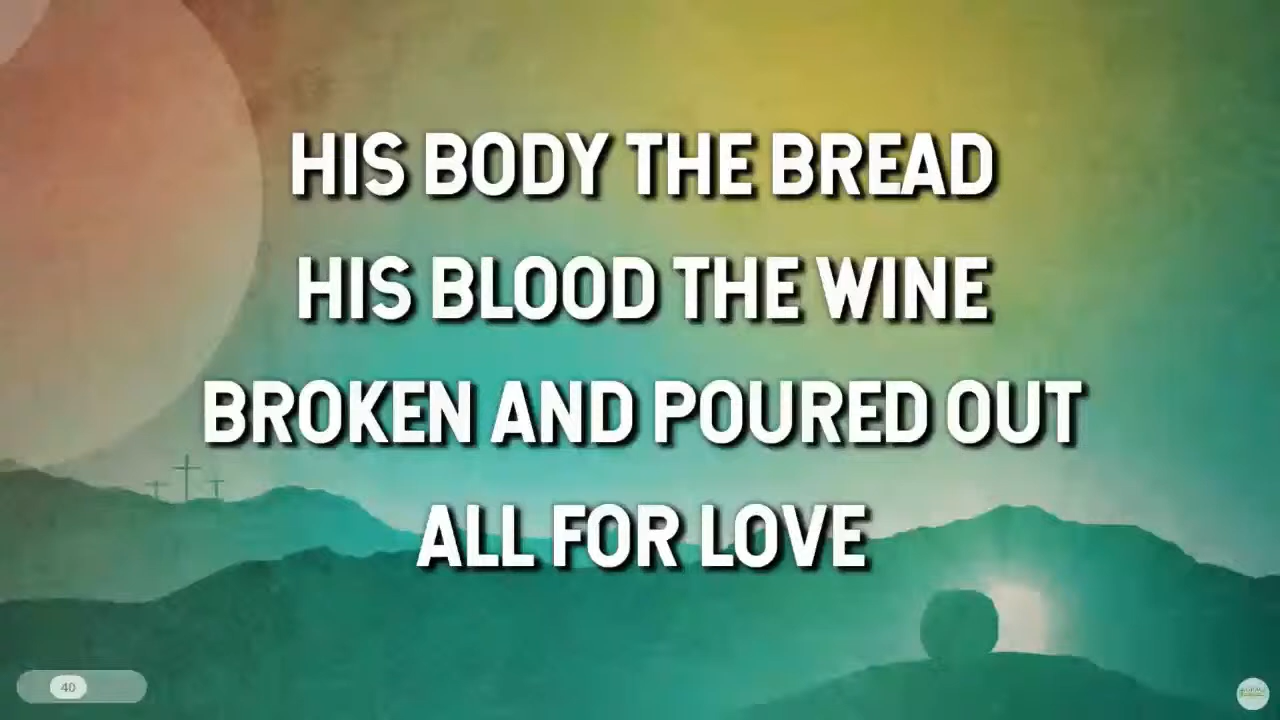 HIS BODY THE BREAD
HIS BLOOD THE WINE
BROKEN AND POURED OUT
ALL FOR LOVE
40